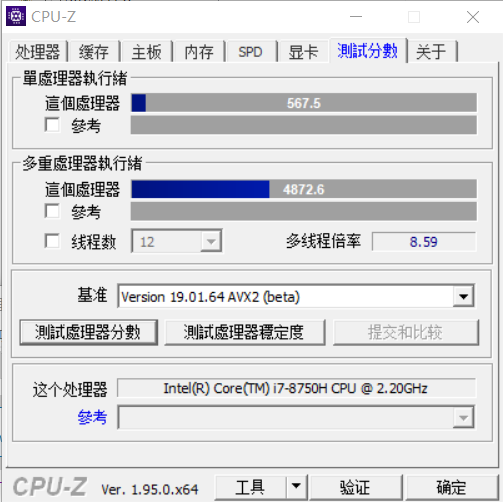 CPU-Z
处理器 缓存 主板 内存 SPD 显卡 測試分數 关于
單處理器執行緒
這個處理器 567.5
參考
多重處理器執行緒
這個處理器 4872.6
參考
线程数 12 多线程倍率 8.59
基准 Version 19.01.64 AVX2 (beta)
測試處理器分數 測試處理器穩定度 提交和比较
这个处理器 Intel(R) Core(TM) i7-8750H CPU @ 2.20GHz
參考
CPU-Z Ver. 1.95.0.x64 工具 验证 确定